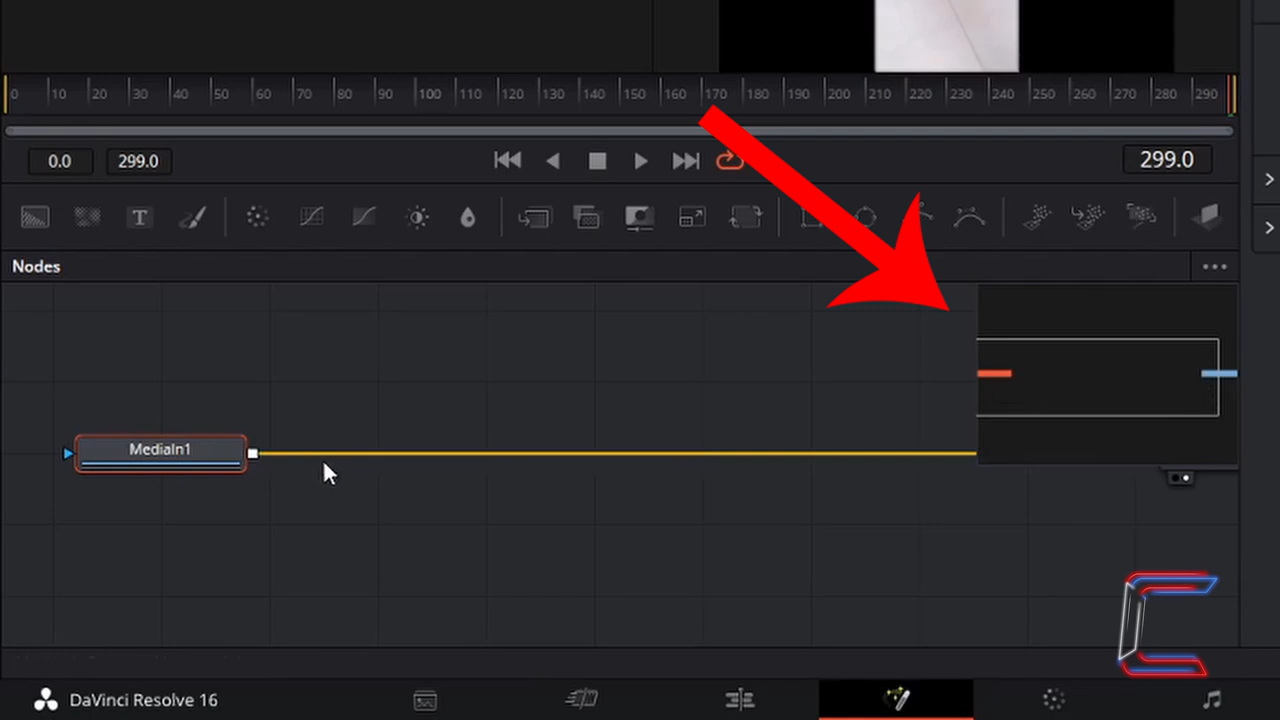 0 10 20 30 40 50 60 70 80 90 100 110 120 130 140 150 160 170 180 190 200 210 220 230 240 250 260 270 280 290
0.0 299.0 299.0
T
Nodes
MediaIn1
C
DaVinci Resolve 16